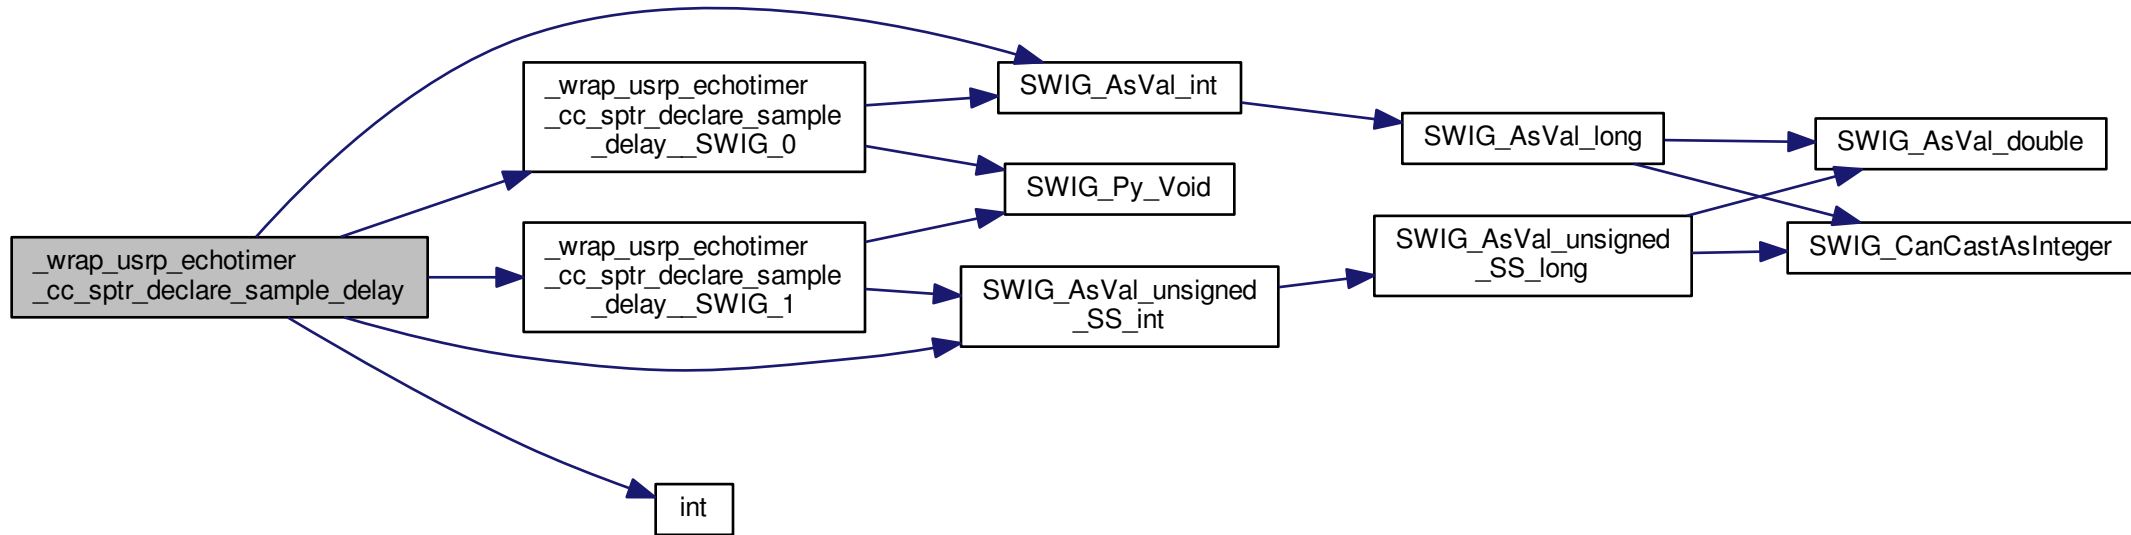 _wrap_usrp_echotimer
_cc_sptr_declare_sample_delay
_wrap_usrp_echotimer
_cc_sptr_declare_sample
_delay__SWIG_0
_wrap_usrp_echotimer
_cc_sptr_declare_sample
_delay__SWIG_1
int
SWIG_AsVal_int
SWIG_Py_Void
SWIG_AsVal_unsigned
_SS_int
SWIG_AsVal_long
SWIG_AsVal_unsigned
_SS_long
SWIG_AsVal_double
SWIG_CanCastAsInteger